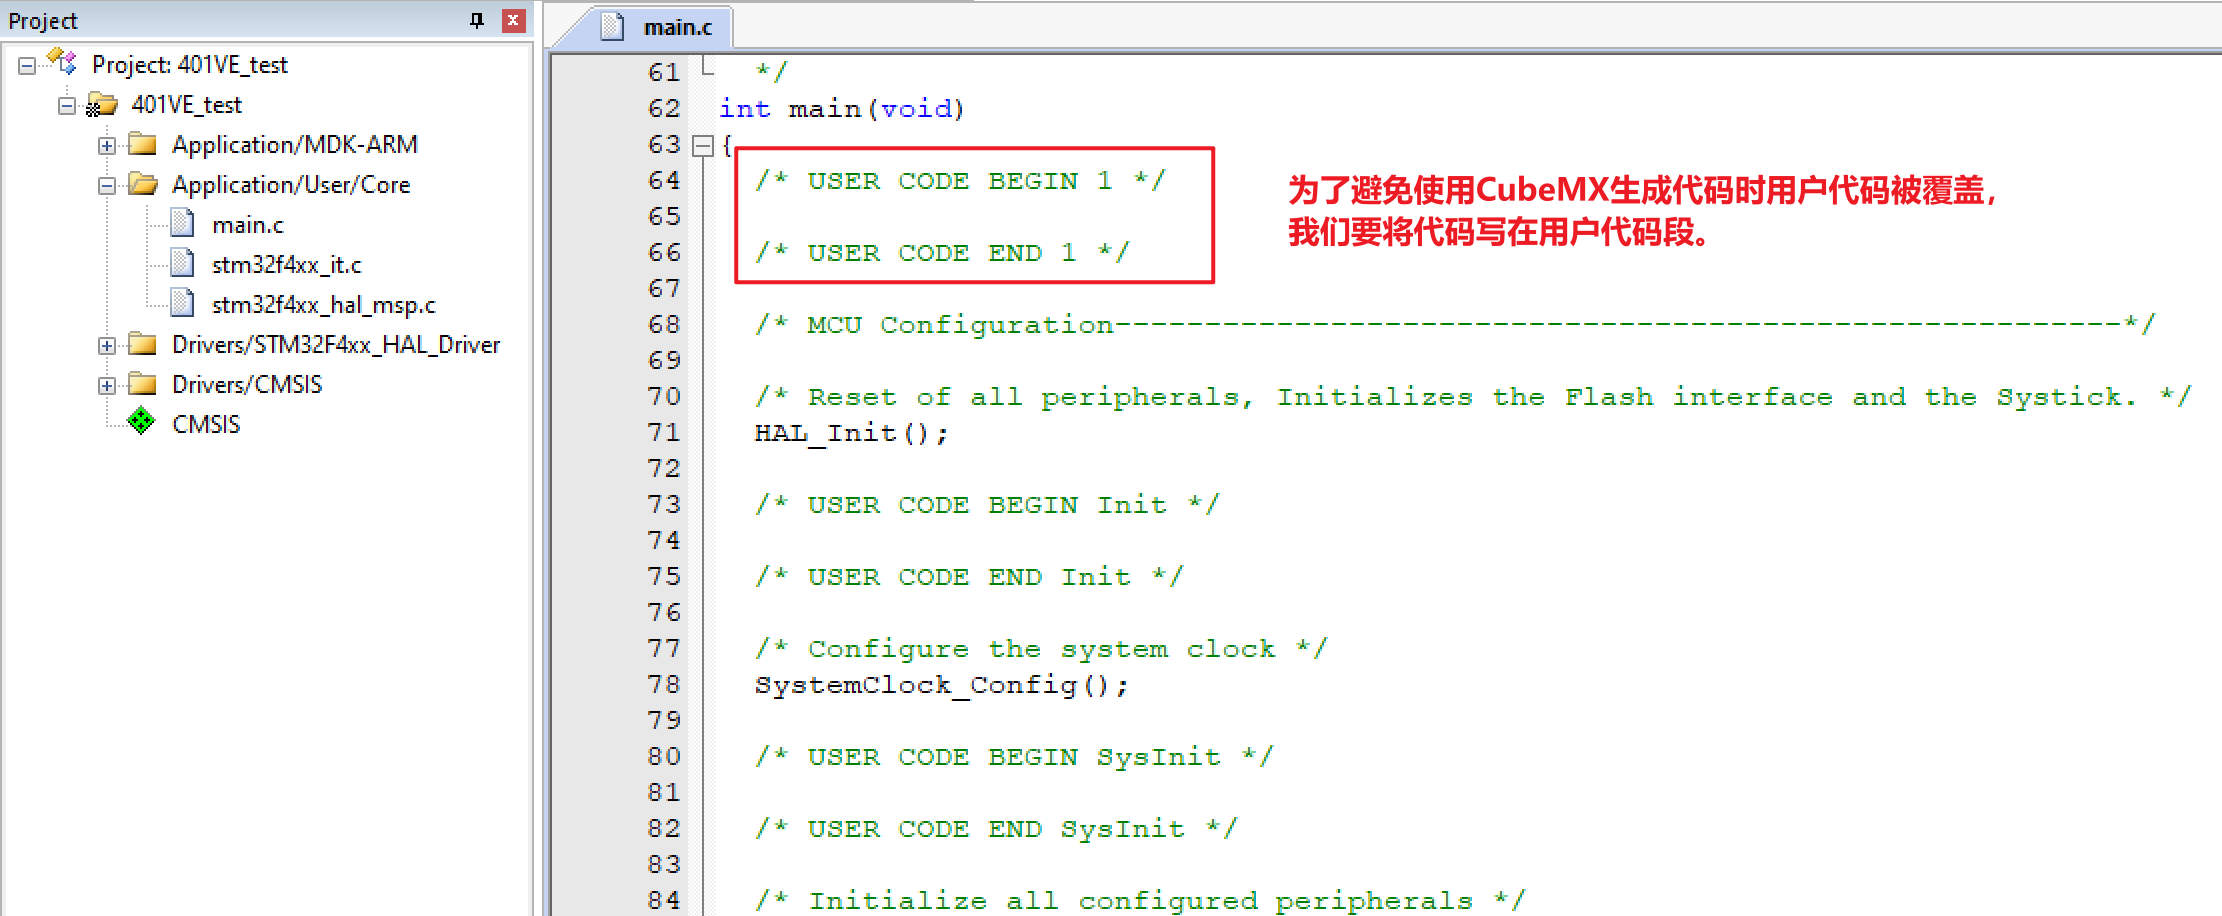 Project
Project: 401VE_test
401VE_test
Application/MDK-ARM
Application/User/Core
main.c
stm32f4xx_it.c
stm32f4xx_hal_msp.c
Drivers/STM32F4xx_HAL_Driver
Drivers/CMSIS
CMSIS
main.c
61 */
62 int main(void)
63 {
64 /* USER CODE BEGIN 1 */
65
66 /* USER CODE END 1 */
67
68 /* MCU Configuration--------------------------------------------------------*/
69
70 /* Reset of all peripherals, Initializes the Flash interface and the Systick. */
71 HAL_Init();
72
73 /* USER CODE BEGIN Init */
74
75 /* USER CODE END Init */
76
77 /* Configure the system clock */
78 SystemClock_Config();
79
80 /* USER CODE BEGIN SysInit */
81
82 /* USER CODE END SysInit */
83
84 /* Initialize all configured peripherals */
为了避免使用CubeMX生成代码时用户代码被覆盖，
我们要将代码写在用户代码段。